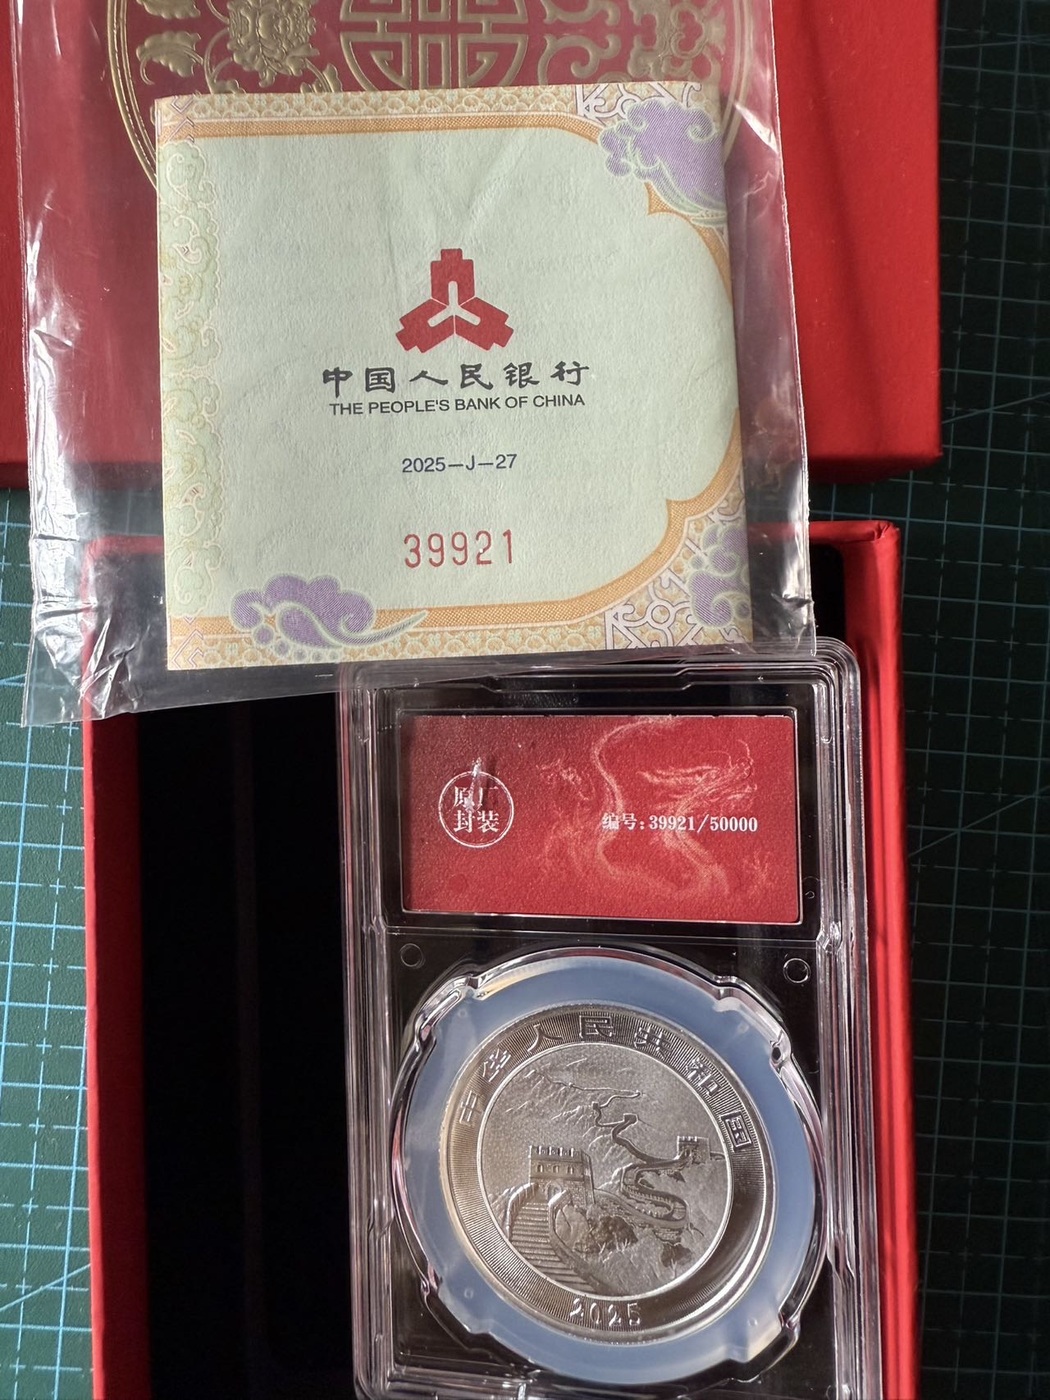 中国人民银行
THE PEOPLE'S BANK OF CHINA
2025—J—27
39921
原厂
封装
编号:39921/50000
中华人民共和国
2025